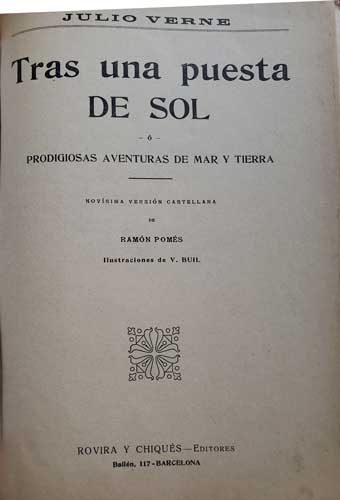 JULIO VERNE
Tras una puesta
DE SOL
- ó -
PRODIGIOSAS AVENTURAS DE MAR Y TIERRA
NOVÍSIMA VERSIÓN CASTELLANA
DE
RAMÓN POMÉS
Ilustraciones de V. BUIL
ROVIRA Y CHIQUÉS—EDITORES
Bailén, 117-BARCELONA